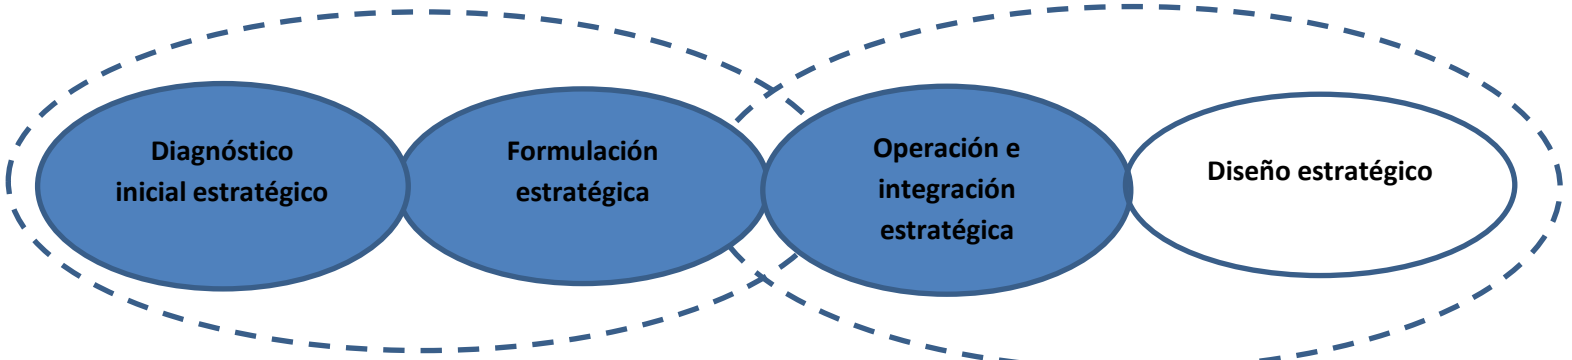 Diagnóstico
inicial estratégico
Formulación
estratégica
Operación e
integración
estratégica
Diseño estratégico